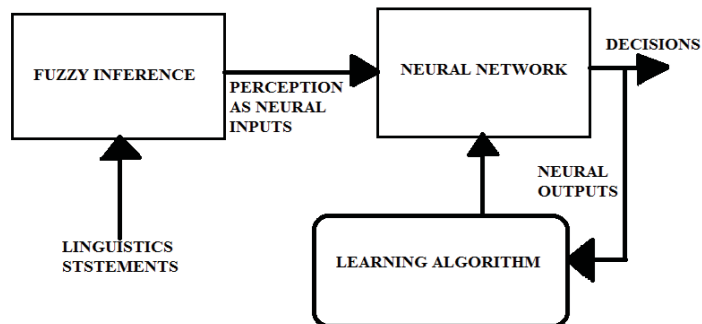 FUZZY INFERENCE
PERCEPTION
AS NEURAL
INPUTS
NEURAL NETWORK
DECISIONS
NEURAL
OUTPUTS
LINGUISTICS
STSTEMENTS
LEARNING ALGORITHM